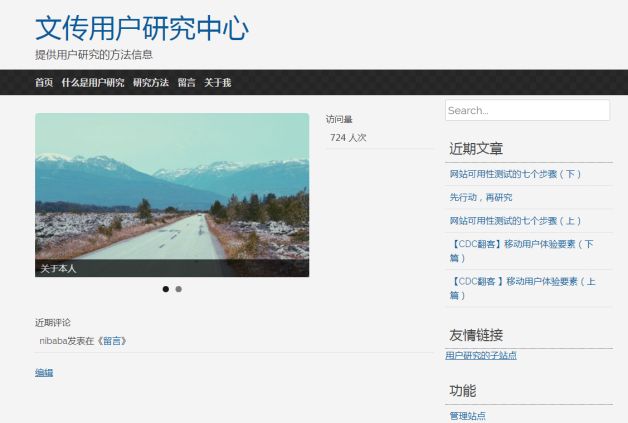 文传用户研究中心
提供用户研究的方法信息
首页 什么是用户研究 研究方法 留言 关于我
关于本人
访问量
724 人次
近期评论
nibaba发表在《留言》
编辑
Search...
近期文章
网站可用性测试的七个步骤（下）
先行动，再研究
网站可用性测试的七个步骤（上）
【CDC翻客】移动用户体验要素（下
篇）
【CDC翻客 】移动用户体验要素（上
篇）
友情链接
用户研究的子站点
功能
管理站点